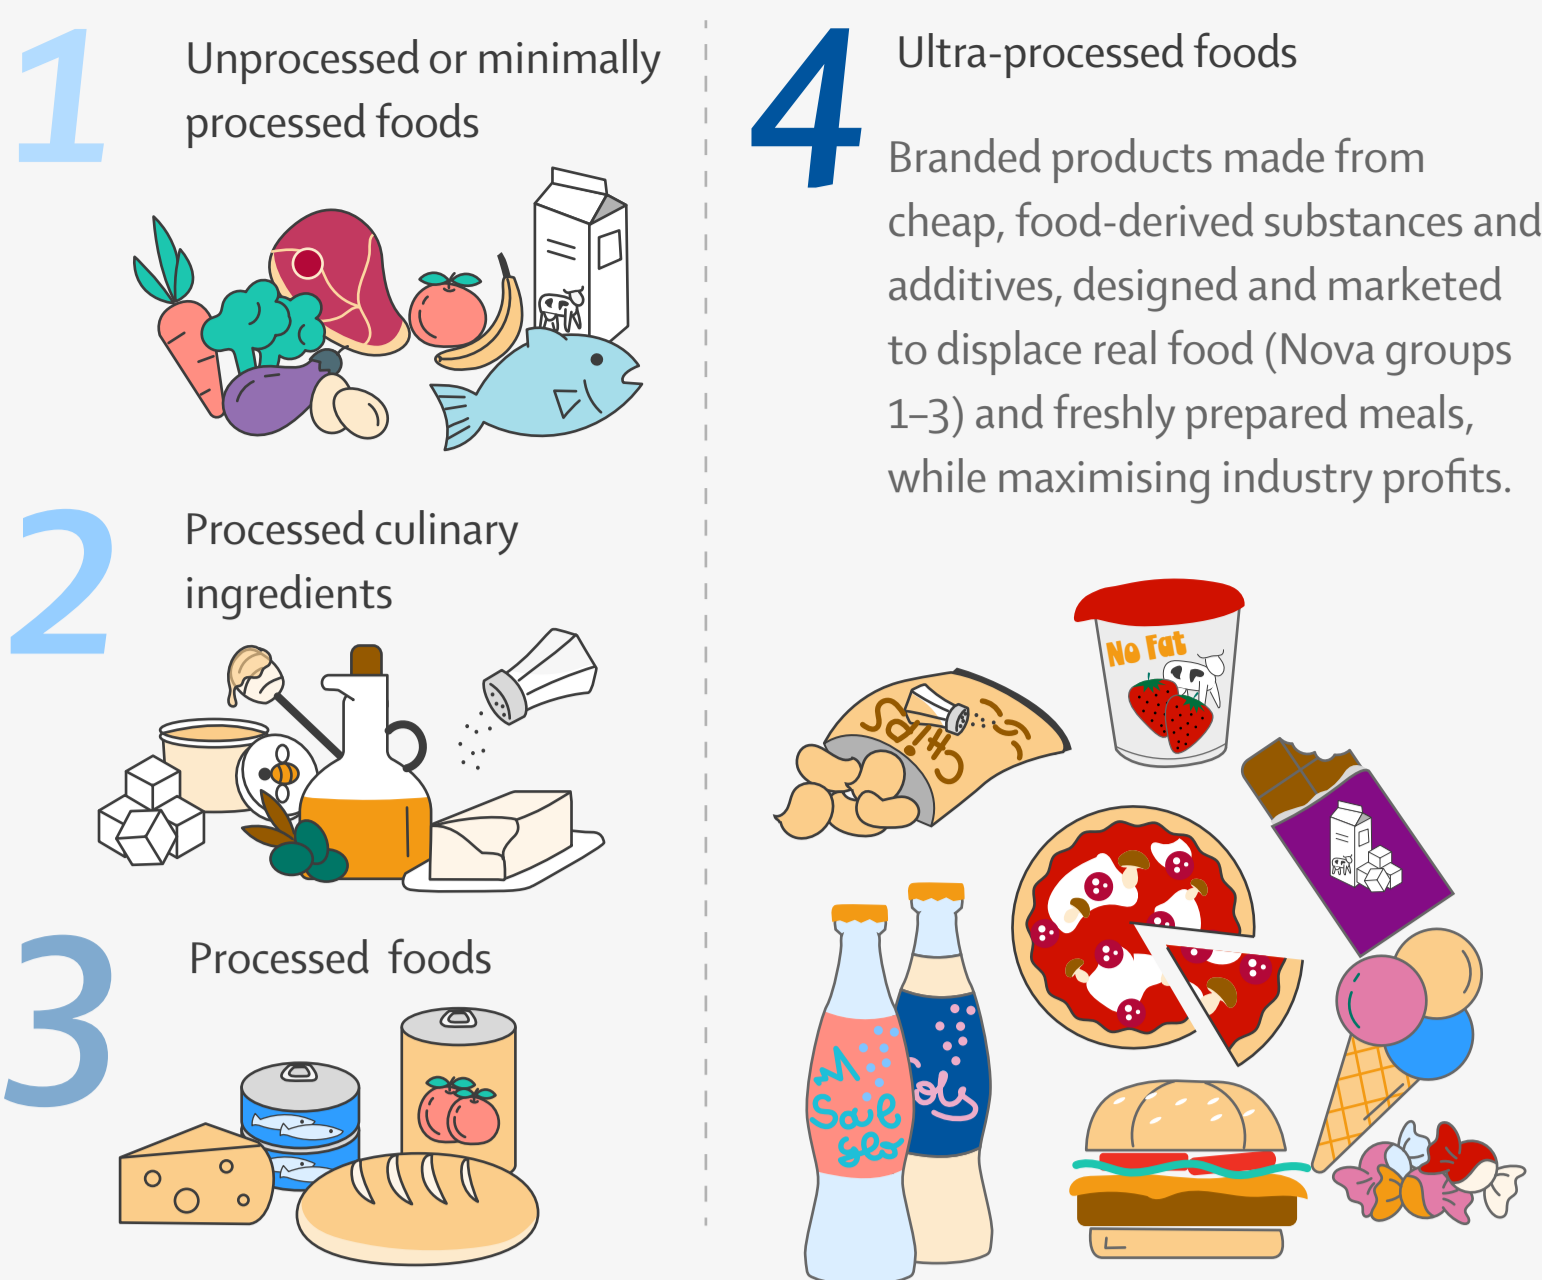 1
Unprocessed or minimally
processed foods
2
Processed culinary
ingredients
3
Processed foods
4
Ultra-processed foods
Branded products made from
cheap, food-derived substances and
additives, designed and marketed
to displace real food (Nova groups
1–3) and freshly prepared meals,
while maximising industry profits.
No Fat
CHiPS